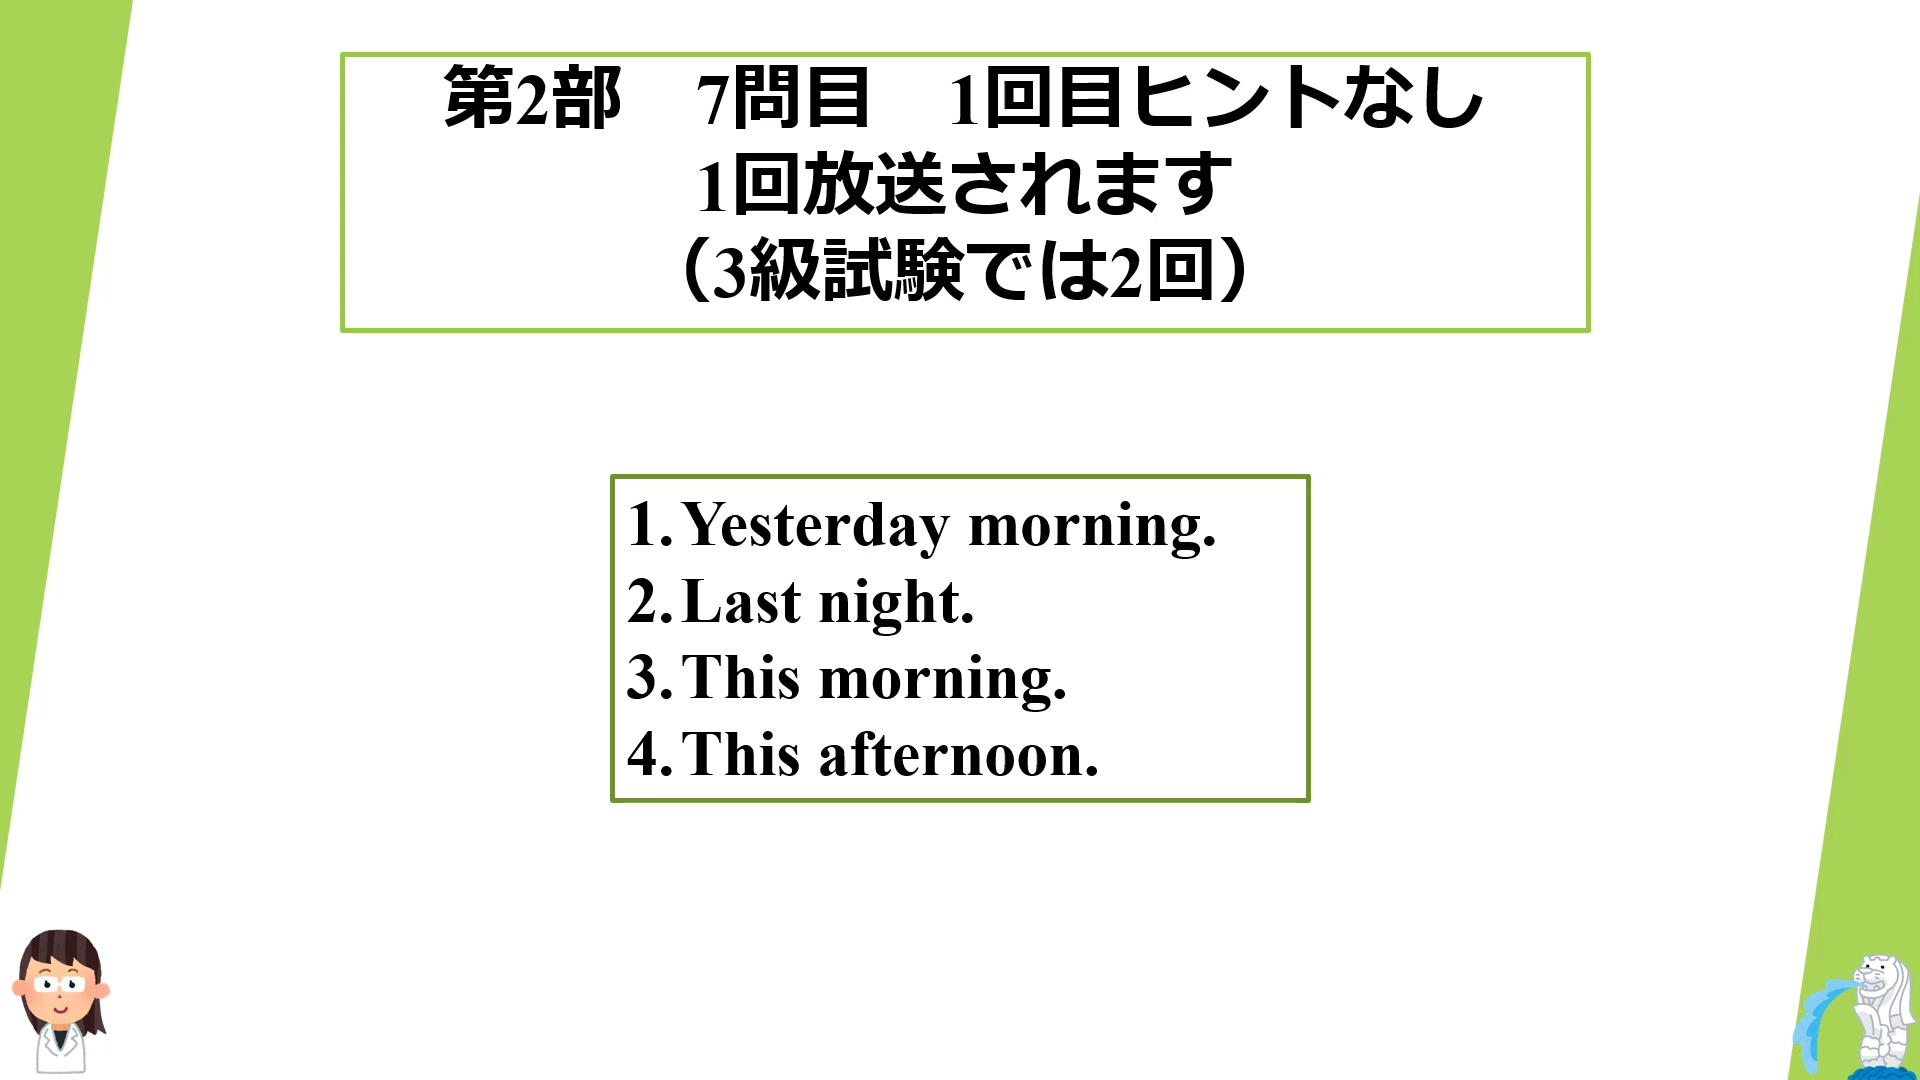 第2部　7問目　1回目ヒントなし
1回放送されます
（3級試験では2回）
1. Yesterday morning.
2. Last night.
3. This morning.
4. This afternoon.